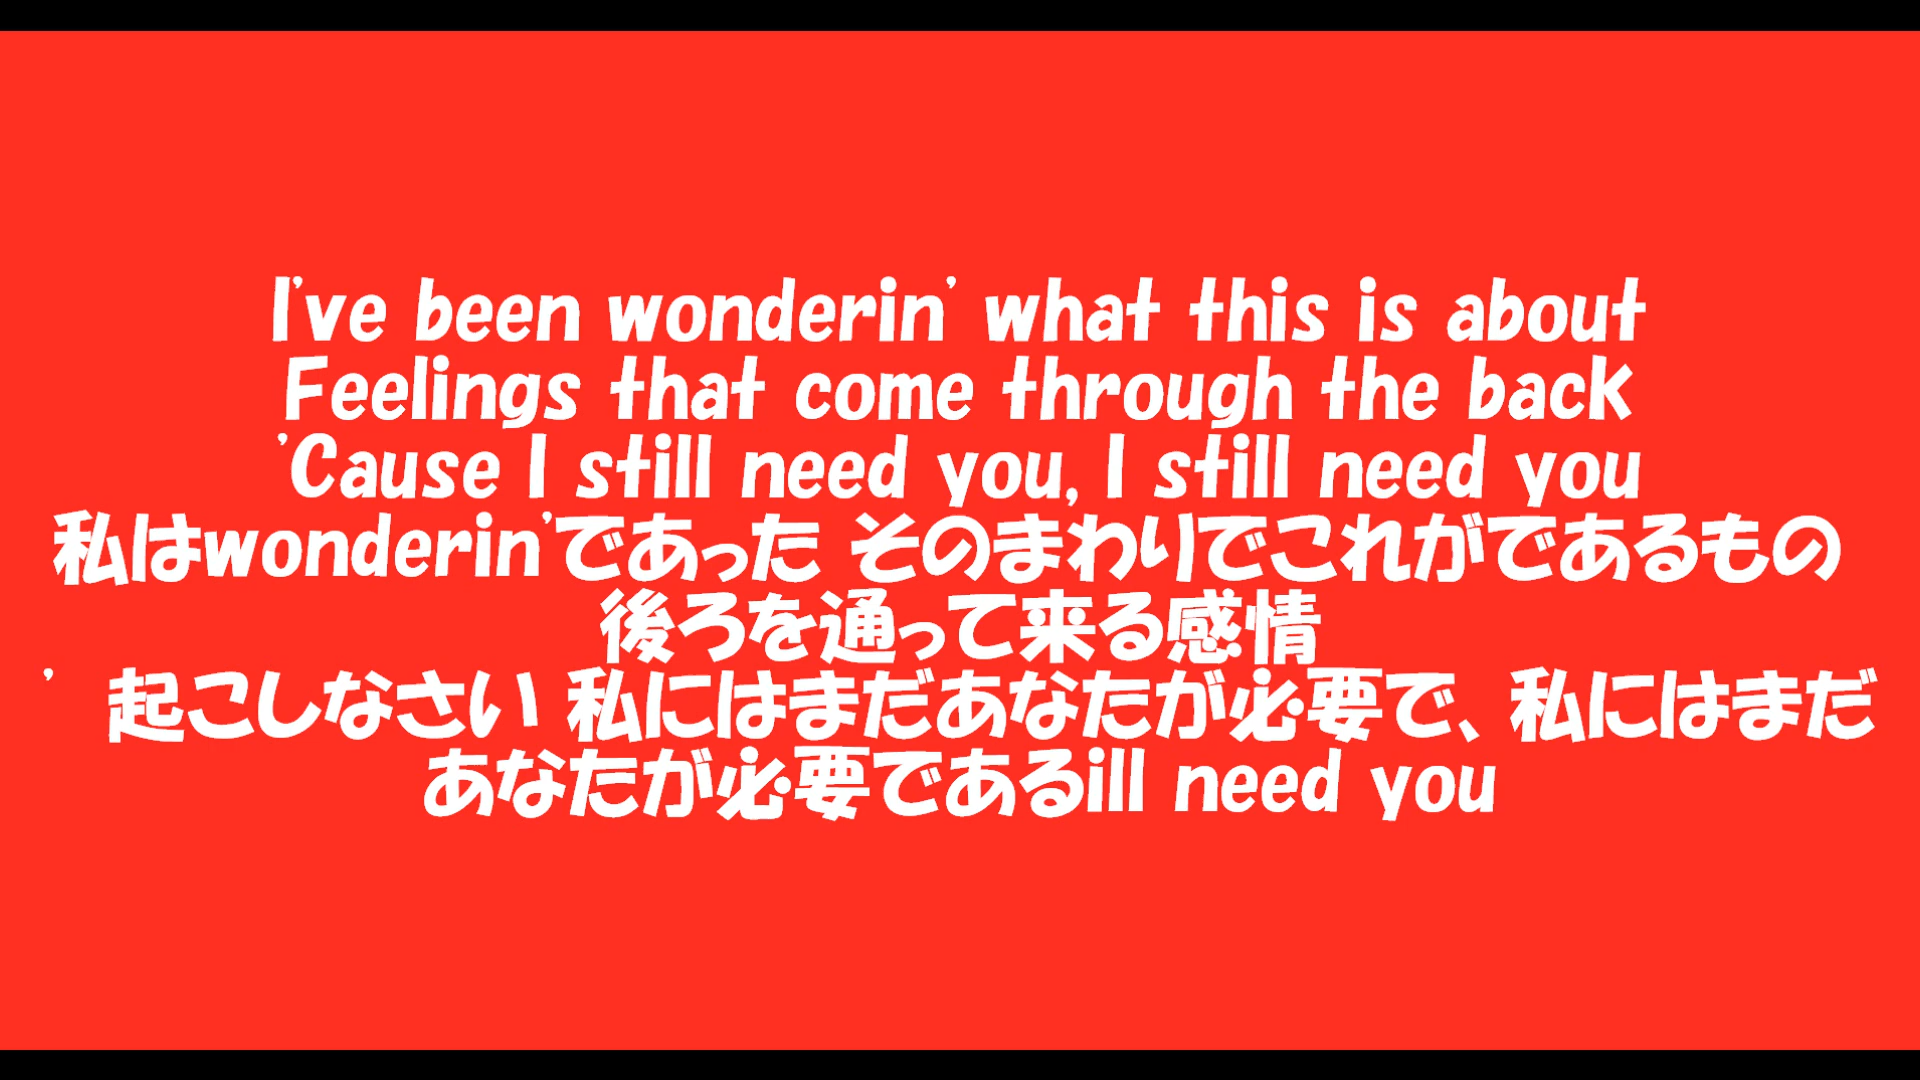 I've been wonderin' what this is about
Feelings that come through the back
'Cause I still need you, I still need you
私はwonderin'であった そのまわりでこれがであるもの
後ろを通って来る感情
' 起こしなさい 私にはまだあなたが必要で、私にはまだ
あなたが必要であるill need you